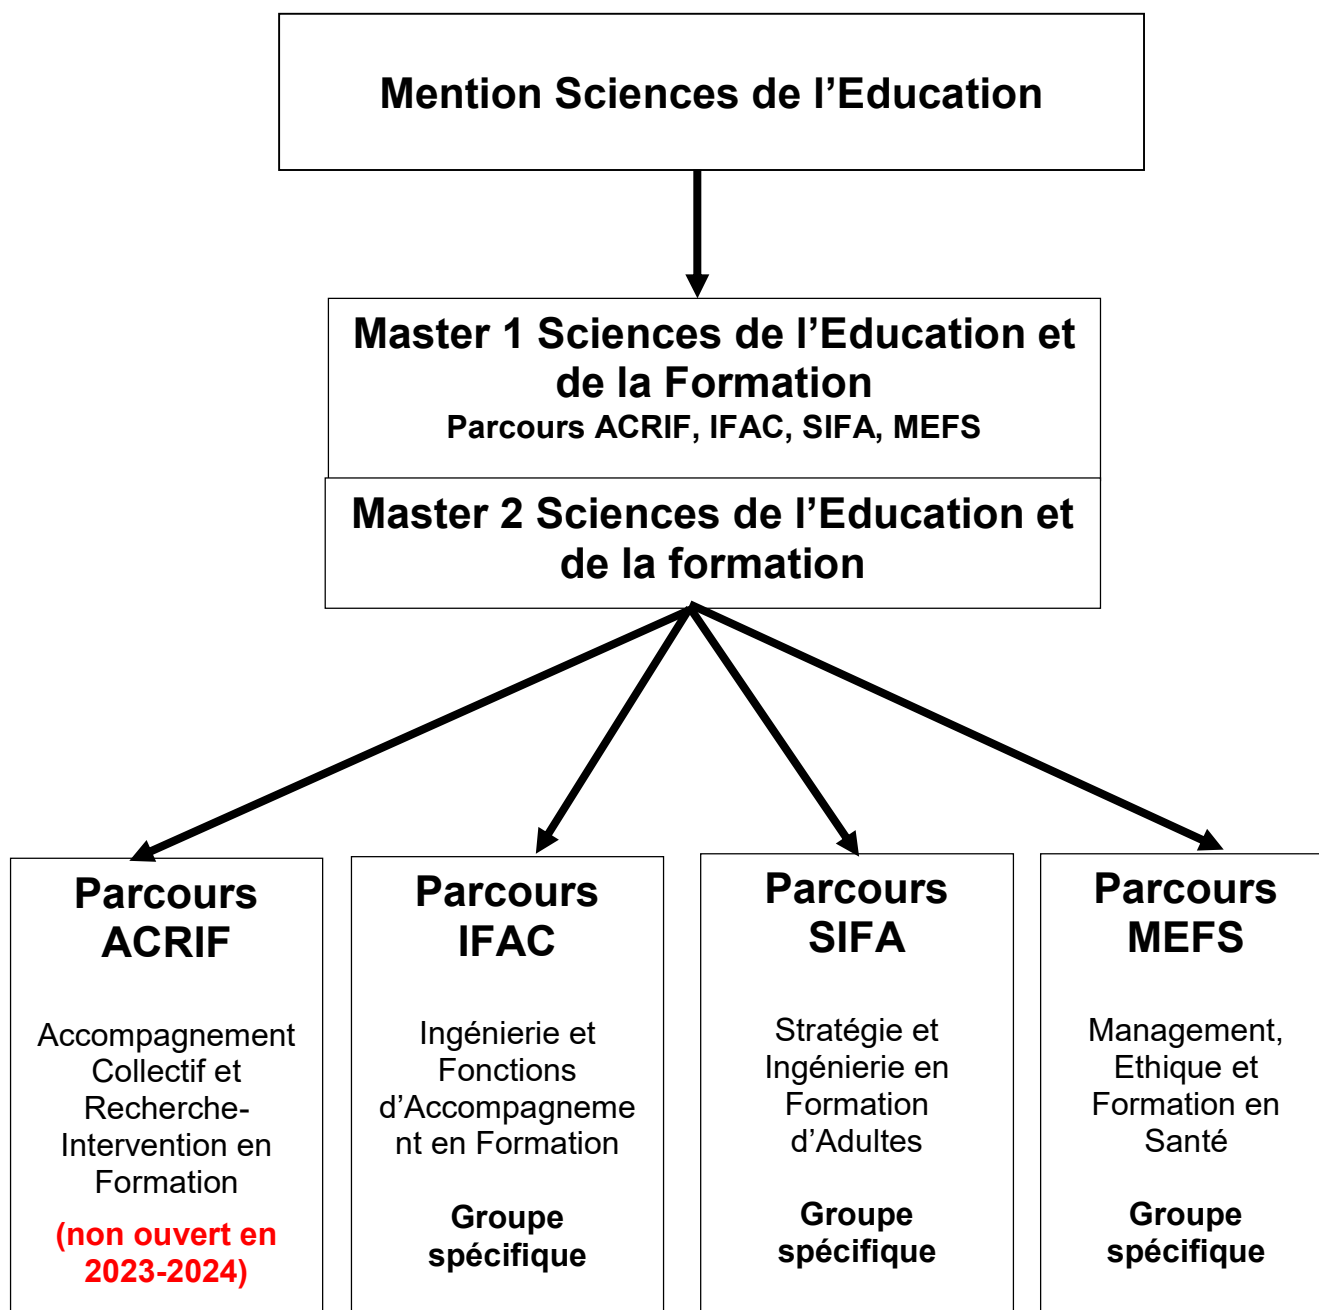 Mention Sciences de l’Education
Master 1 Sciences de l’Education et
de la Formation
Parcours ACRIF, IFAC, SIFA, MEFS
Master 2 Sciences de l’Education et
de la formation
Parcours
ACRIF
Accompagnement
Collectif et
Recherche-
Intervention en
Formation
(non ouvert en
2023-2024)
Parcours
IFAC
Ingénierie et
Fonctions
d’Accompagneme
nt en Formation
Groupe
spécifique
Parcours
SIFA
Stratégie et
Ingénierie en
Formation
d’Adultes
Groupe
spécifique
Parcours
MEFS
Management,
Ethique et
Formation en
Santé
Groupe
spécifique